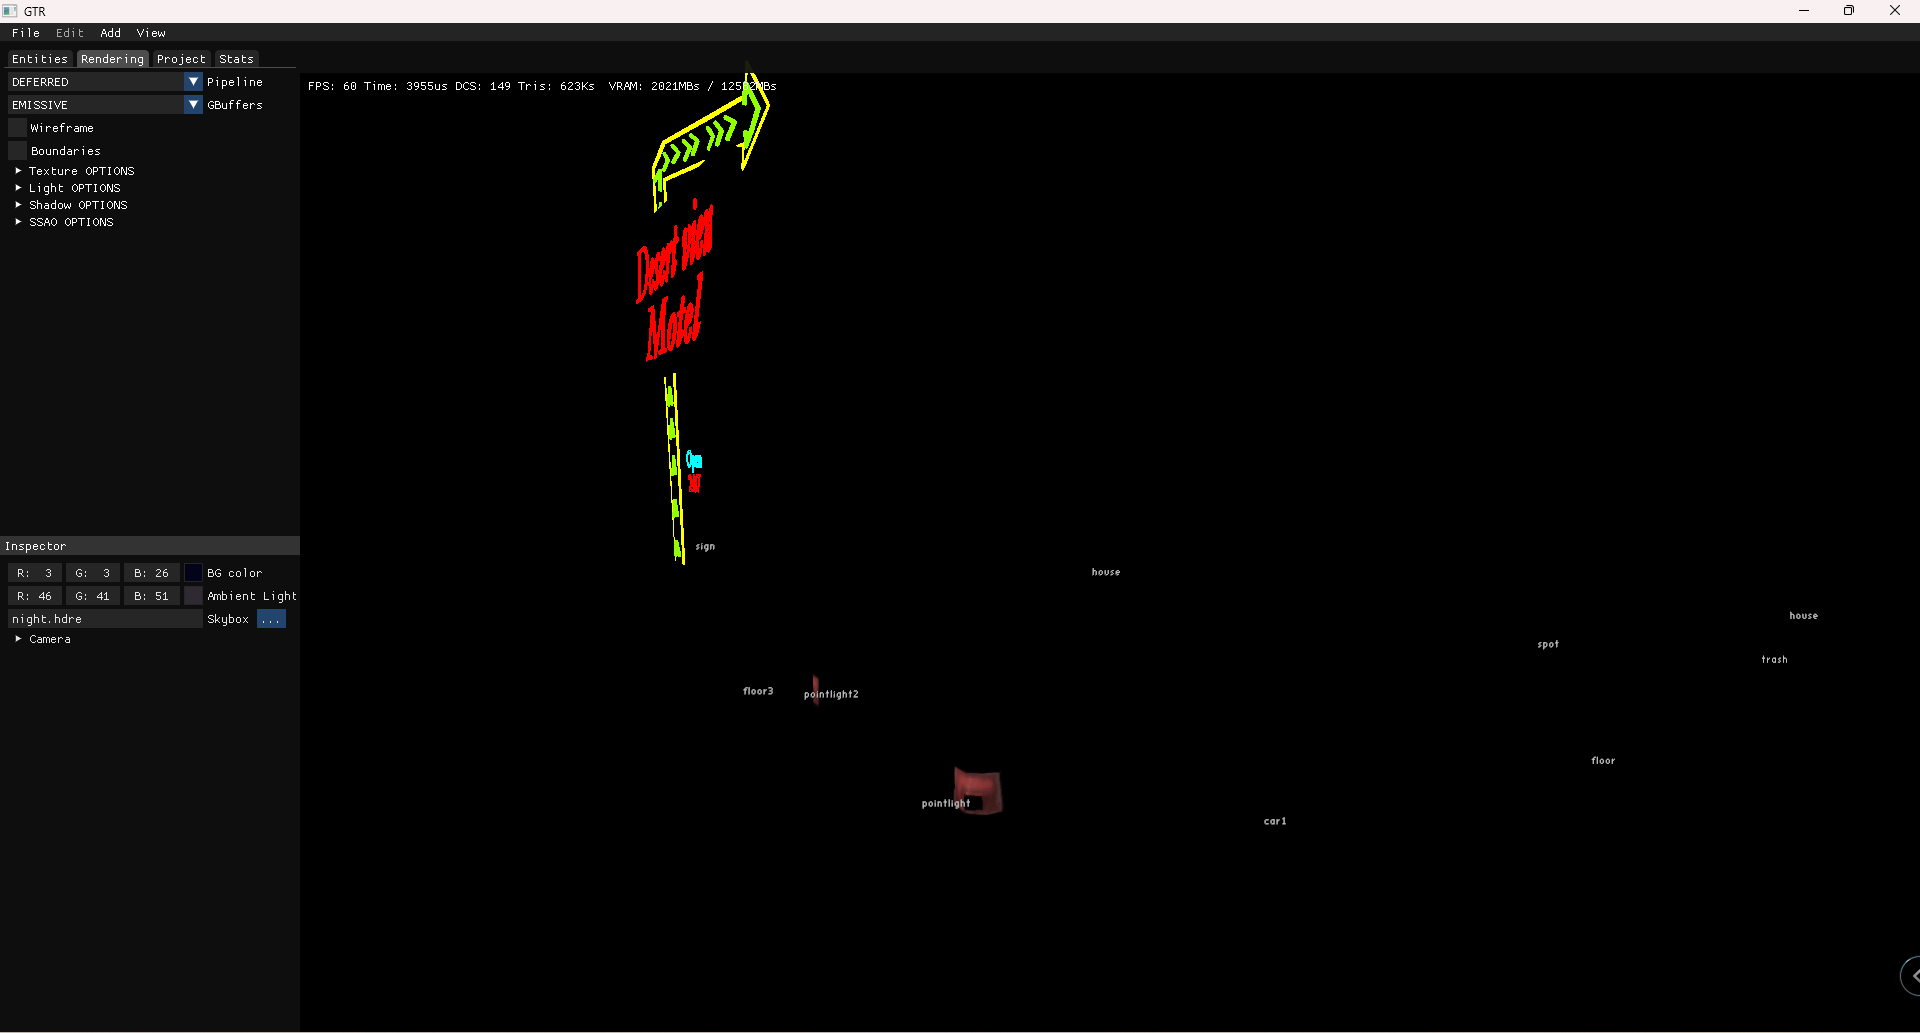 GTR
File Edit Add View
Entities Rendering Project Stats
DEFERRED Pipeline
EMISSIVE GBuffers
Wireframe
Boundaries
Texture OPTIONS
Light OPTIONS
Shadow OPTIONS
SSAO OPTIONS
Inspector
R: 3 G: 3 B: 26 BG color
R: 46 G: 41 B: 51 Ambient Light
night.hdre Skybox ...
Camera
FPS: 60 Time: 3955us DCS: 149 Tris: 623Ks VRAM: 2021MBs /
Desert
Motel
Open
sign
house
house
spot
trash
floor3
pointlight2
floor
pointlight
car1